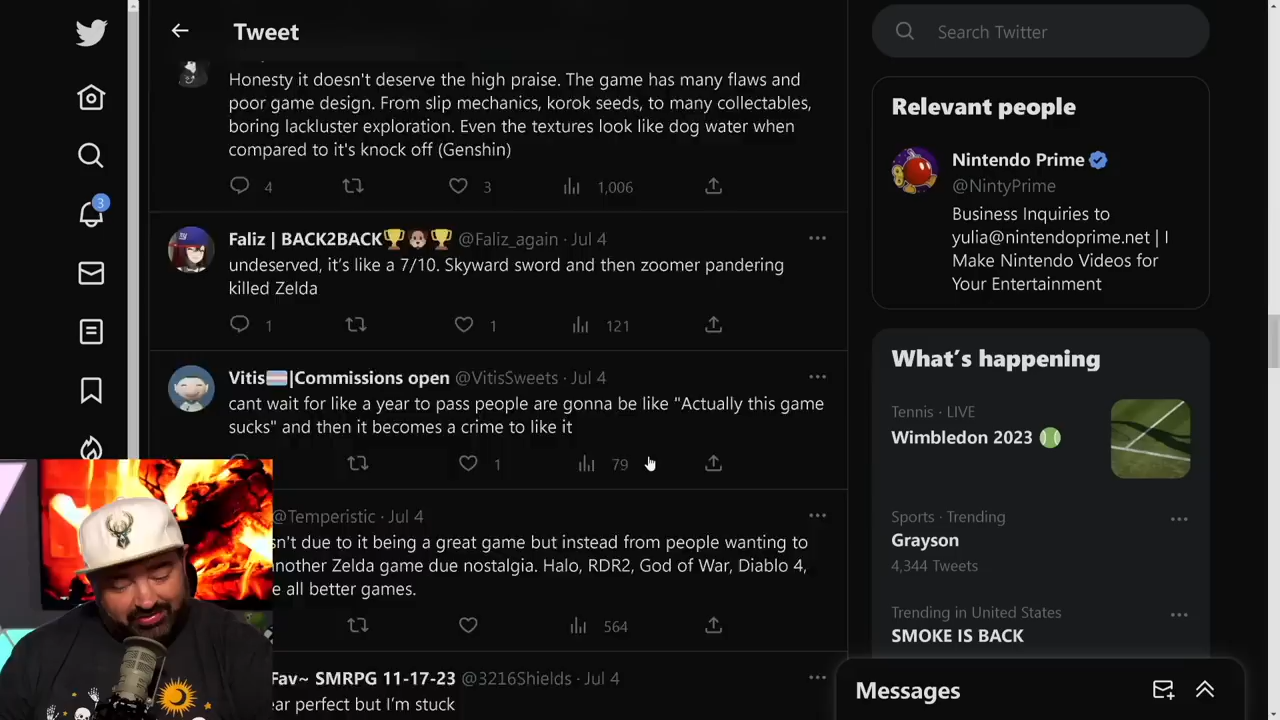 Tweet
Search Twitter
Honesty it doesn't deserve the high praise. The game has many flaws and
poor game design. From slip mechanics, korok seeds, to many collectables,
boring lackluster exploration. Even the textures look like dog water when
compared to it's knock off (Genshin)
4 3 1,006
Relevant people
Nintendo Prime
@NintyPrime
Business Inquiries to
yulia@nintendoprime.net | I
Make Nintendo Videos for
Your Entertainment
3
Faliz | BACK2BACK🏆🐶🏆 @Faliz_again · Jul 4
undeserved, it's like a 7/10. Skyward sword and then zoomer pandering
killed Zelda
1 1 121
Vitis🏳️‍⚧️|Commissions open @VitisSweets · Jul 4
cant wait for like a year to pass people are gonna be like "Actually this game
sucks" and then it becomes a crime to like it
1 79
What's happening
Tennis · LIVE
Wimbledon 2023 🎾
Sports · Trending
Grayson
4,344 Tweets
Trending in United States
SMOKE IS BACK
@Temperistic · Jul 4
sn't due to it being a great game but instead from people wanting to
nother Zelda game due nostalgia. Halo, RDR2, God of War, Diablo 4,
e all better games.
564
Fav~ SMRPG 11-17-23 @3216Shields · Jul 4
ear perfect but I'm stuck
Messages